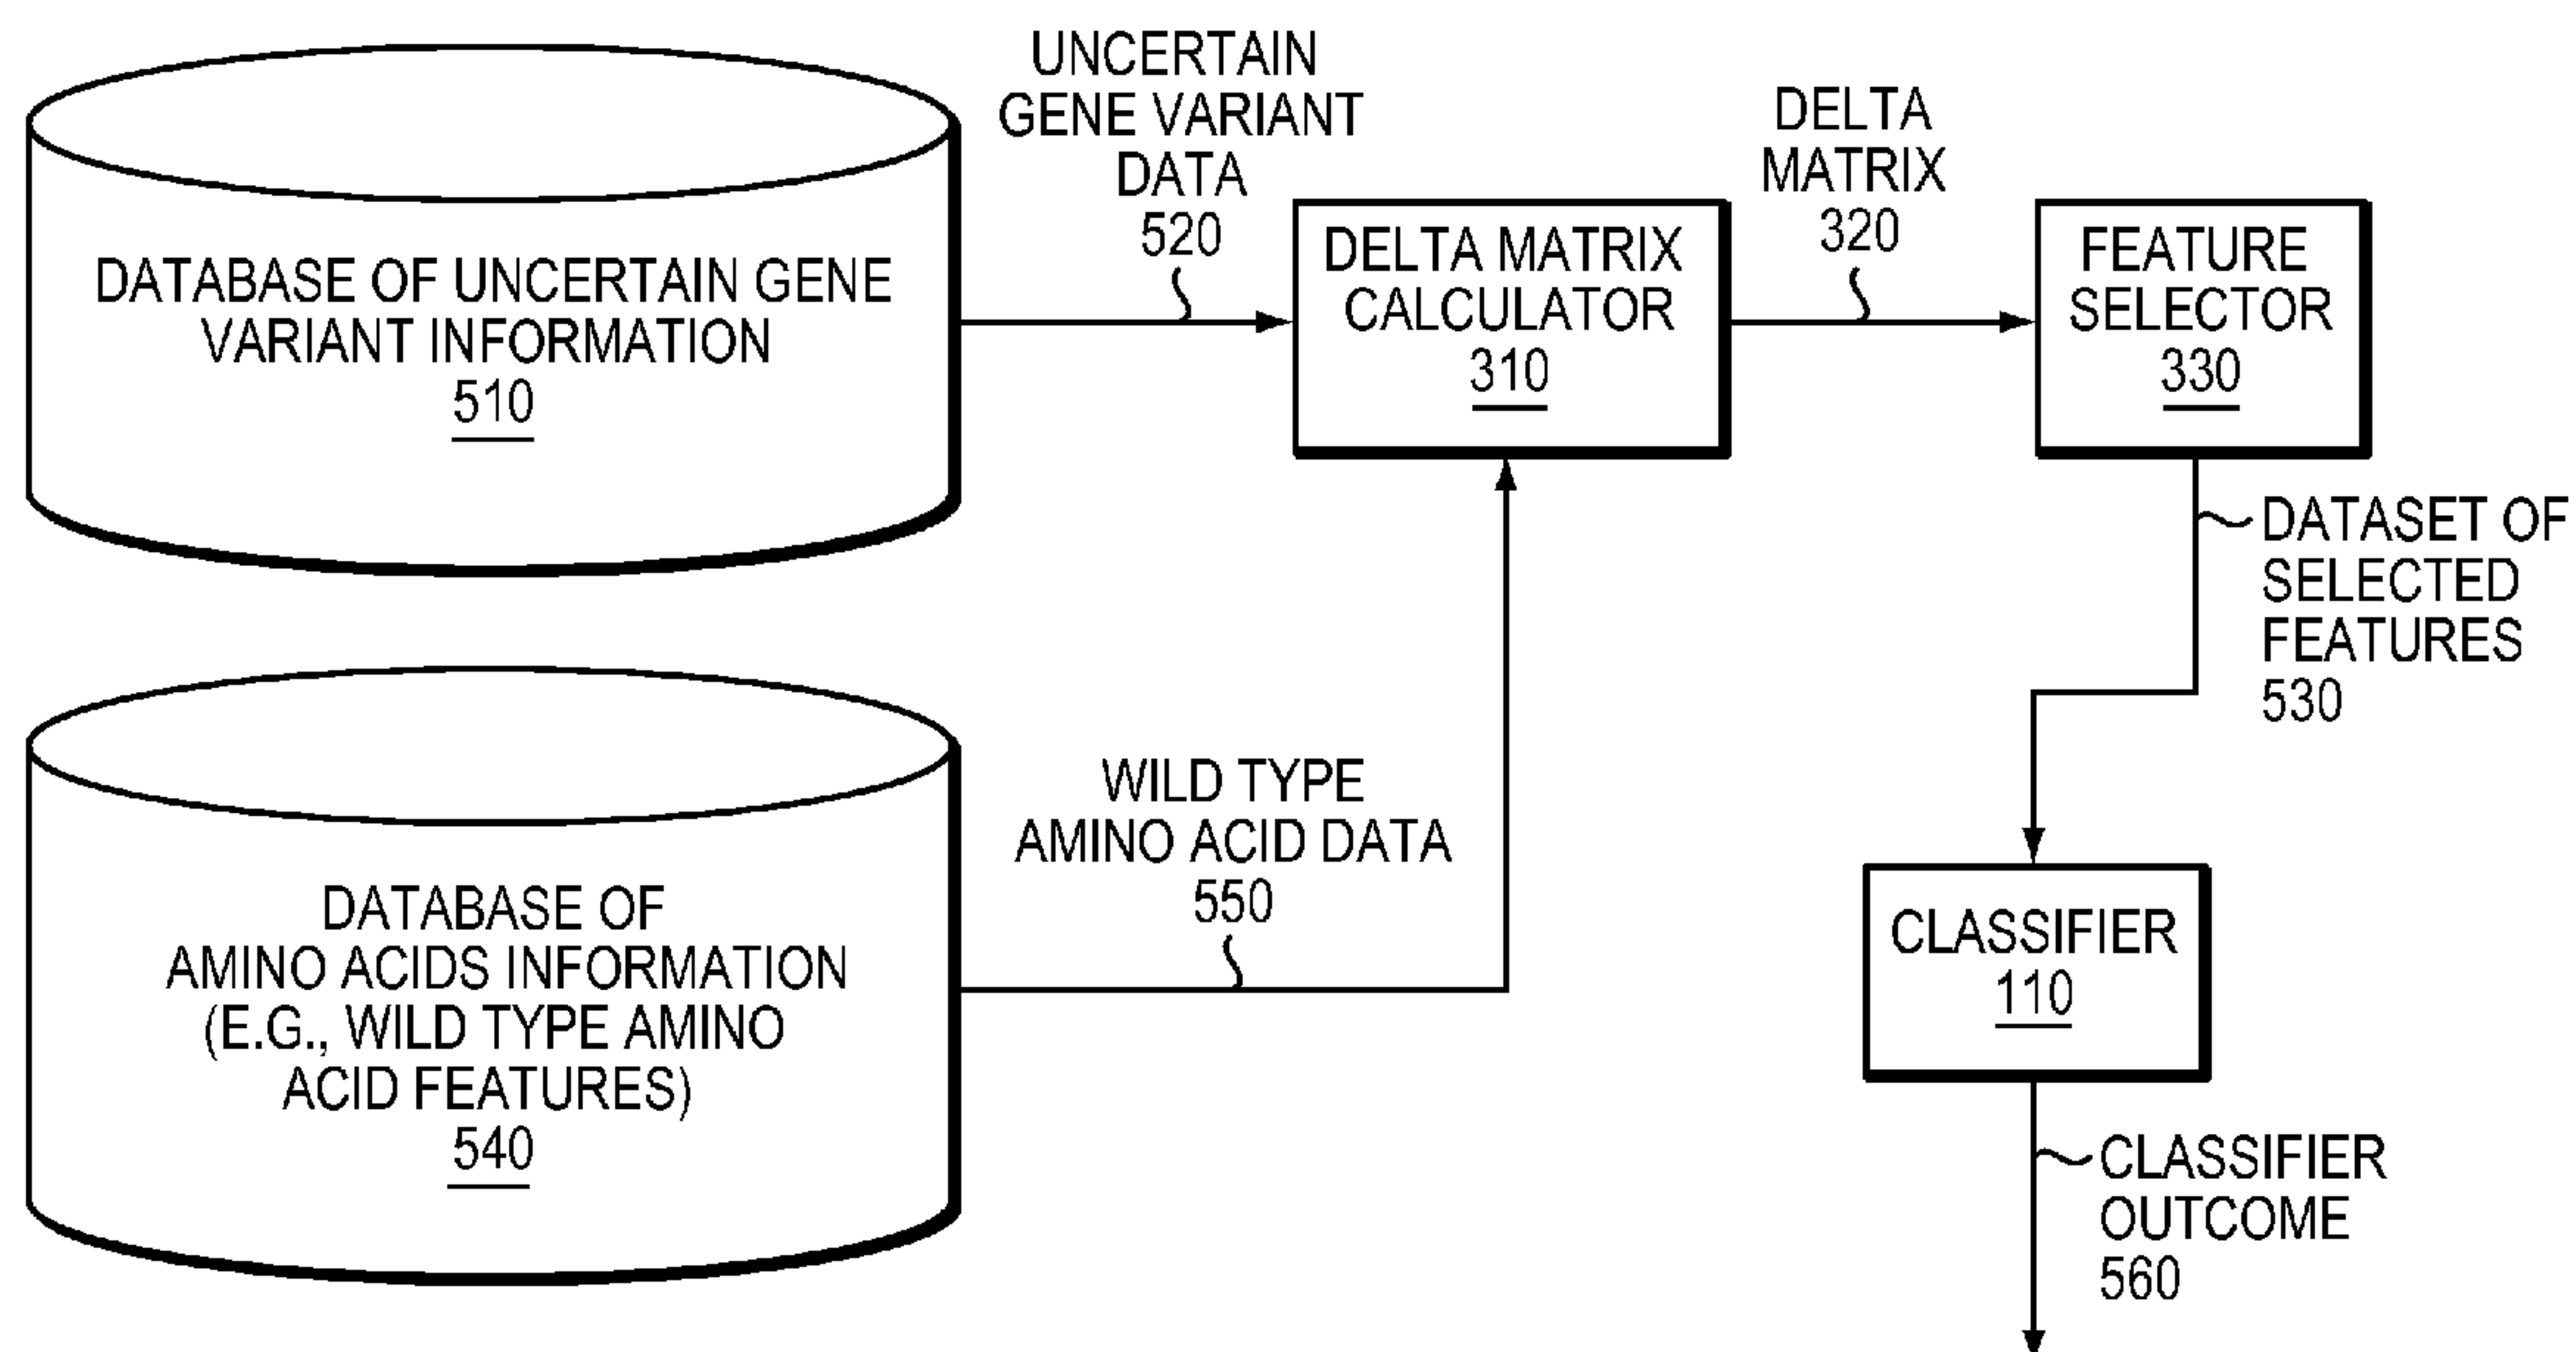 DATABASE OF UNCERTAIN GENE
VARIANT INFORMATION
510
UNCERTAIN
GENE VARIANT
DATA
520
DELTA MATRIX
CALCULATOR
310
DELTA
MATRIX
320
FEATURE
SELECTOR
330
DATASET OF
SELECTED
FEATURES
530
DATABASE OF
AMINO ACIDS INFORMATION
(E.G., WILD TYPE AMINO
ACID FEATURES)
540
WILD TYPE
AMINO ACID DATA
550
CLASSIFIER
110
CLASSIFIER
OUTCOME
560